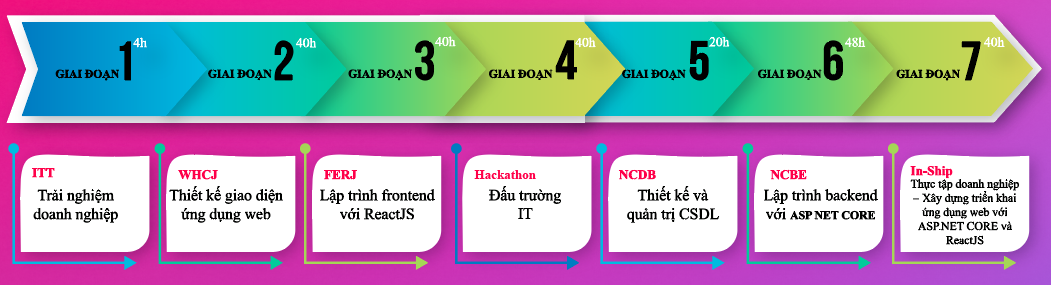 GIAI ĐOẠN 1 4h
GIAI ĐOẠN 2 40h
GIAI ĐOẠN 3 40h
GIAI ĐOẠN 4 40h
GIAI ĐOẠN 5 20h
GIAI ĐOẠN 6 48h
GIAI ĐOẠN 7 40h
ITT
Trải nghiệm
doanh nghiệp
WHCJ
Thiết kế giao diện
ứng dụng web
FERJ
Lập trình frontend
với ReactJS
Hackathon
Đấu trường
IT
NCDB
Thiết kế và
quản trị CSDL
NCBE
Lập trình backend
với ASP NET CORE
In-Ship
Thực tập doanh nghiệp
– Xây dựng triển khai
ứng dụng web với
ASP.NET CORE và
ReactJS